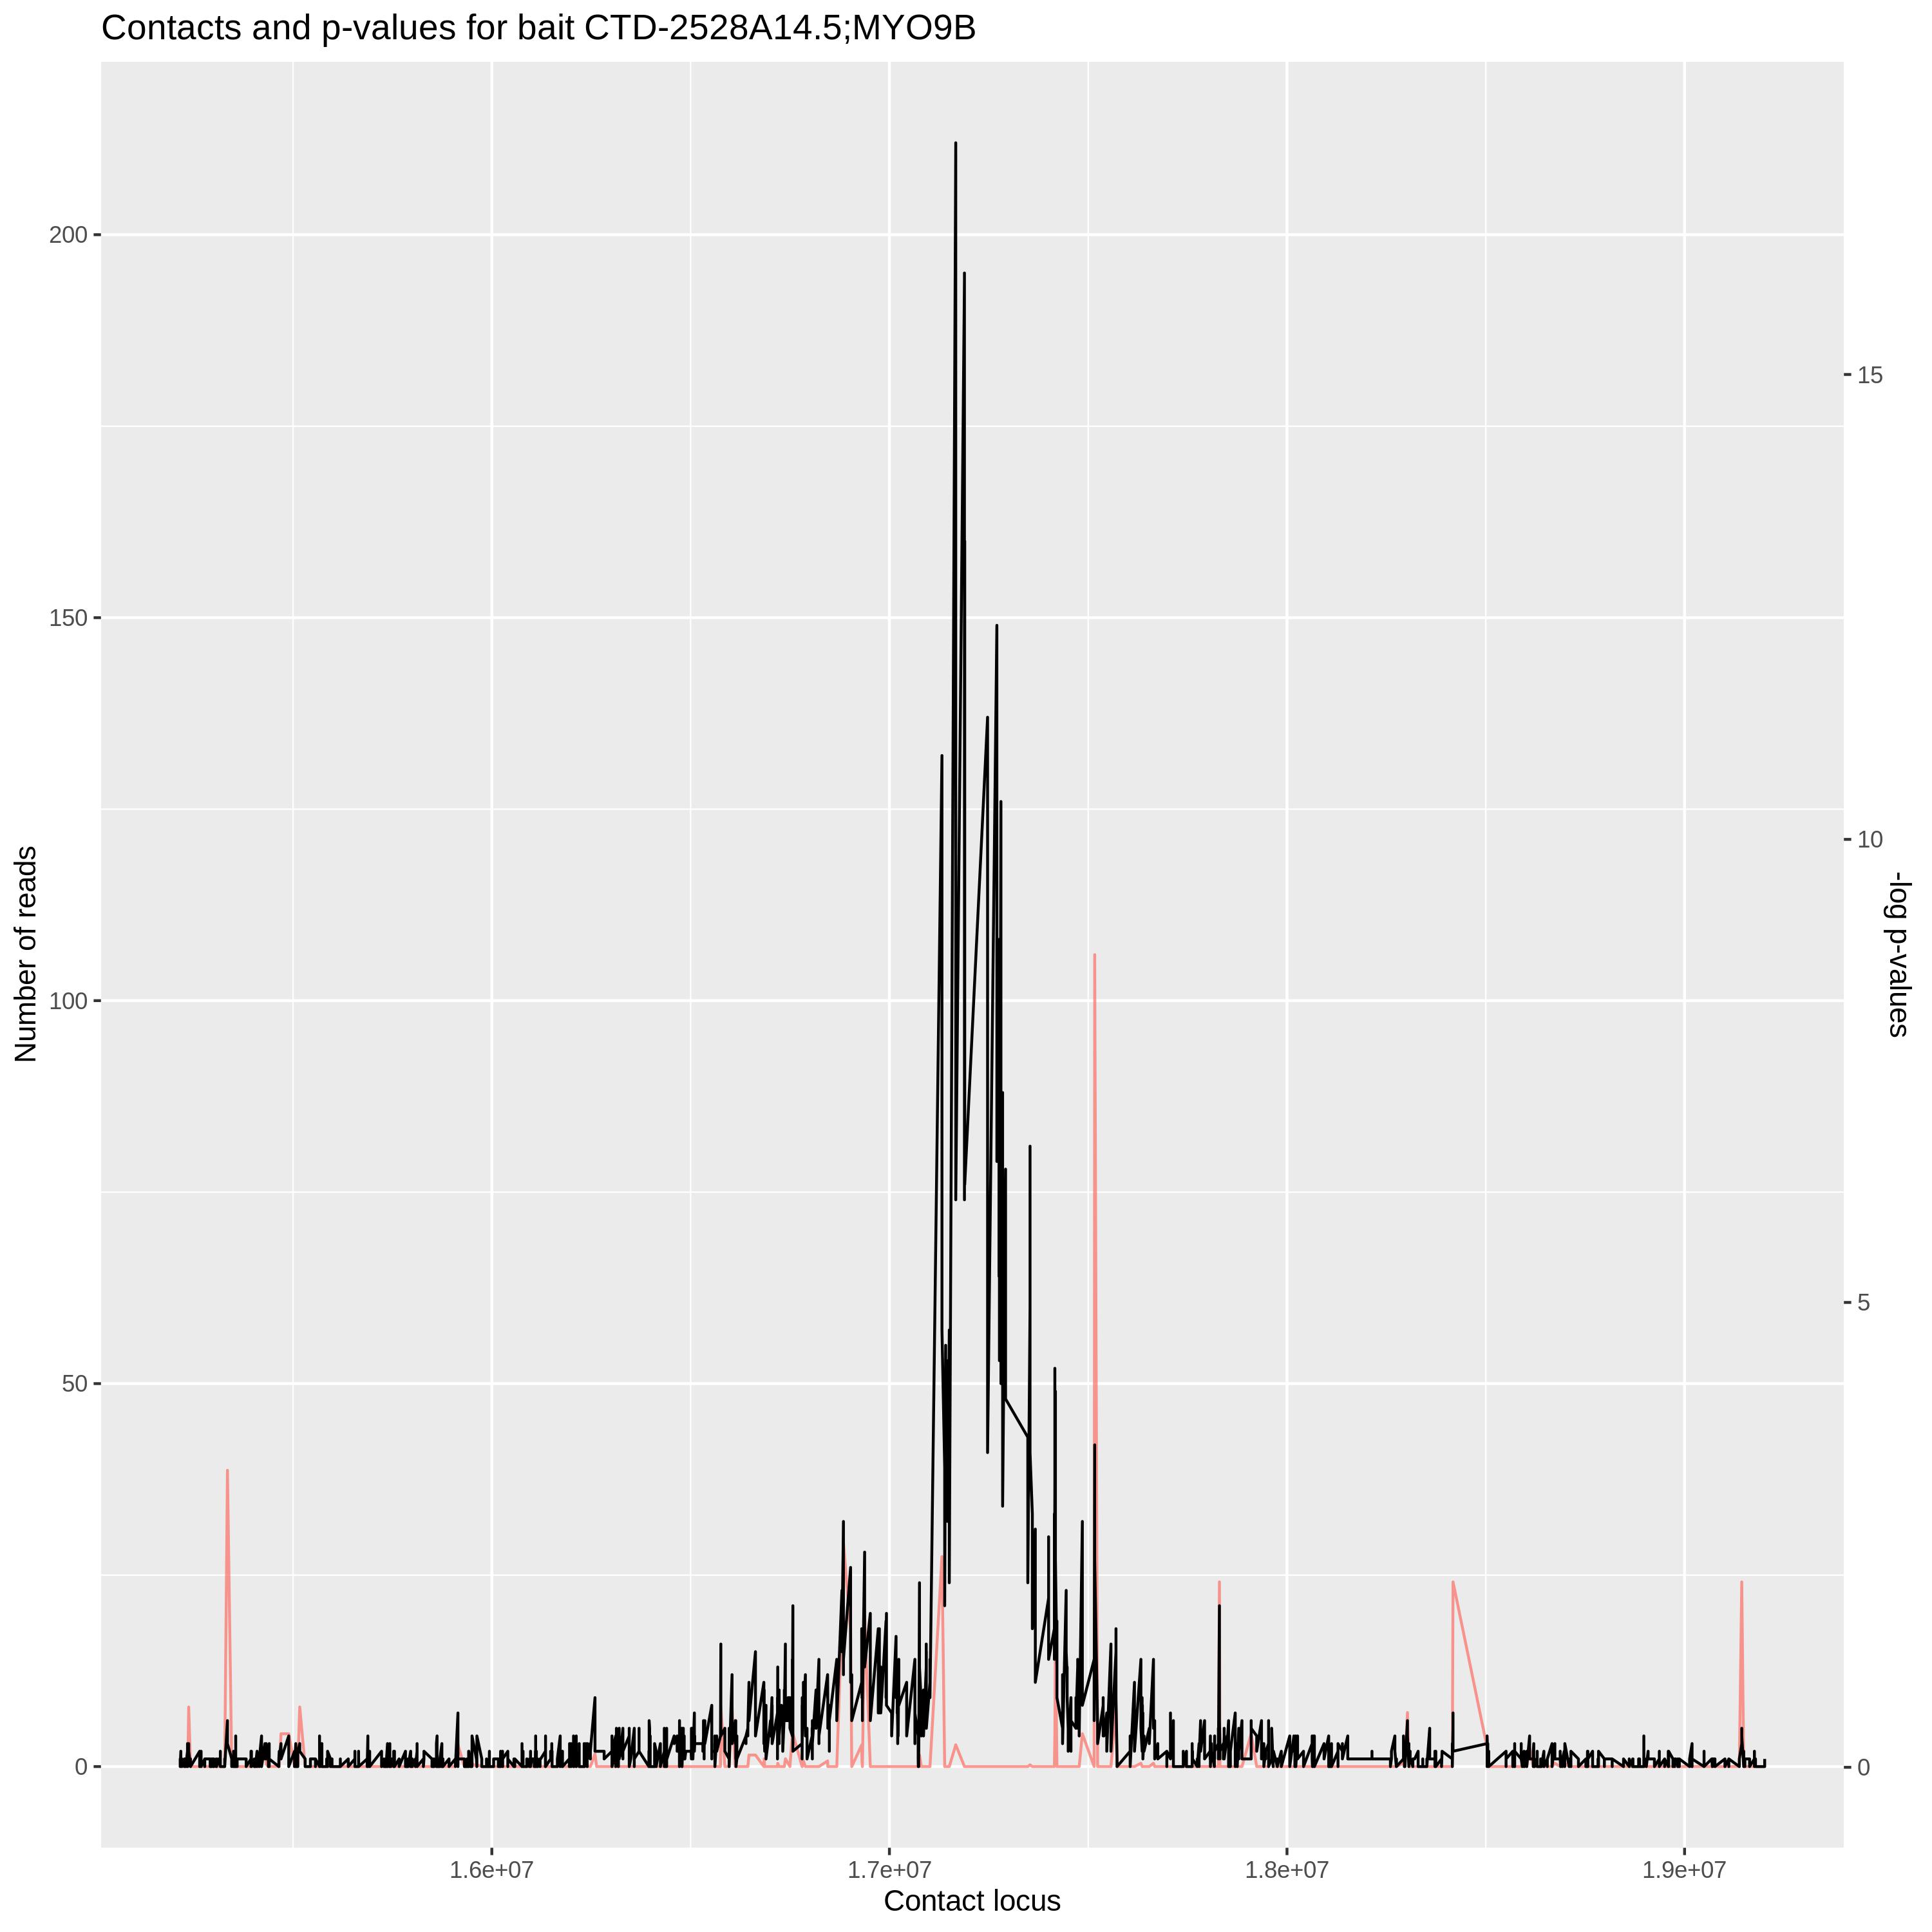 Contacts and p-values for bait CTD-2528A14.5;MYO9B
200
150
100
50
0
Number of reads
15
10
5
0
-log p-values
1.6e+07
1.7e+07
1.8e+07
1.9e+07
Contact locus